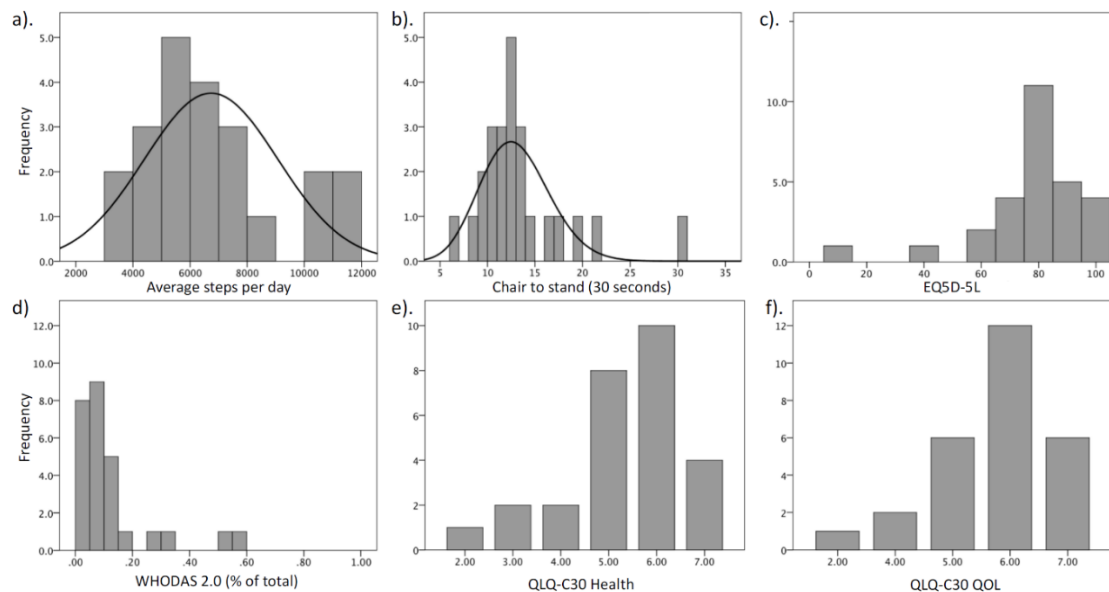 a).
Frequency
5.0
4.0
3.0
2.0
1.0
0.0
2000 4000 6000 8000 10000 12000
Average steps per day
b).
5.0
4.0
3.0
2.0
1.0
0.0
5 10 15 20 25 30 35
Chair to stand (30 seconds)
c).
10.0
5.0
0.0
0 20 40 60 80 100
EQ5D-5L
d)
Frequency
12.0
10.0
8.0
6.0
4.0
2.0
0.0
.00 .20 .40 .60 .80 1.00
WHODAS 2.0 (% of total)
e).
10
8
6
4
2
0
2.00 3.00 4.00 5.00 6.00 7.00
QLQ-C30 Health
f).
12
10
8
6
4
2
0
2.00 4.00 5.00 6.00 7.00
QLQ-C30 QOL